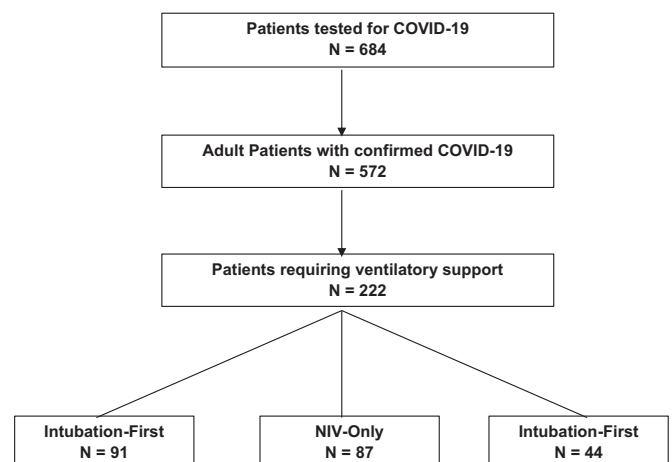 Patients tested for COVID-19
N = 684
Adult Patients with confirmed COVID-19
N = 572
Patients requiring ventilatory support
N = 222
Intubation-First
N = 91
NIV-Only
N = 87
Intubation-First
N = 44